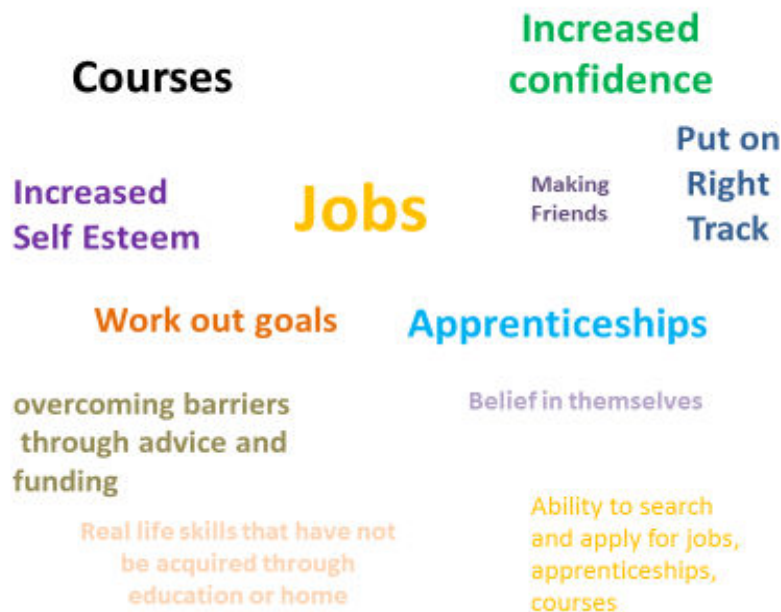 Courses
Increased
confidence
Increased
Self Esteem
Jobs
Making
Friends
Put on
Right
Track
Work out goals
Apprenticeships
overcoming barriers
through advice and
funding
Belief in themselves
Real life skills that have not
be acquired through
education or home
Ability to search
and apply for jobs,
apprenticeships,
courses